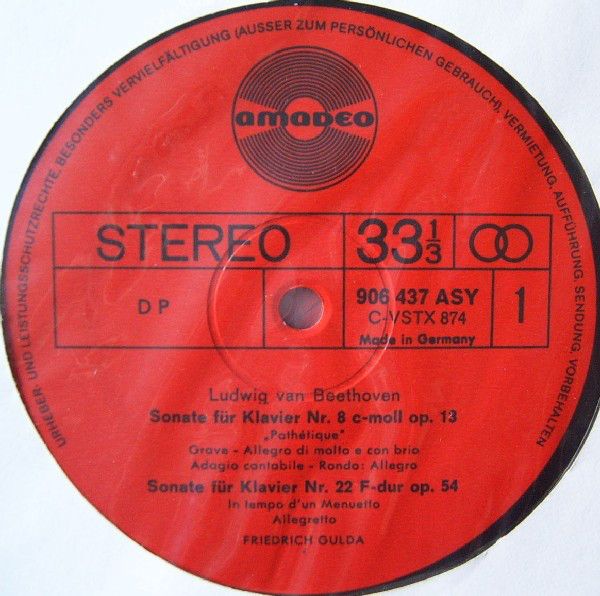 URHEBER, UND LEISTUNGSSCHUTZRECHTE, BESONDERS VERVIELFÄLTIGUNG (AUSSER ZUM PERSÖNLICHEN GEBRAUCH), VERMIETUNG, AUFFÜHRUNG, SENDUNG, VORBEHALTEN
amaDeo
STEREO 33 1/3
DP 906 437 ASY 1
C-VSTX 874
Made in Germany
Ludwig van Beethoven
Sonate für Klavier Nr. 8 c-moll op. 13
„Pathétique"
Grave - Allegro di molto e con brio
Adagio cantabile - Rondo: Allegro
Sonate für Klavier Nr. 22 F-dur op. 54
In tempo d'un Menuetto
Allegretto
FRIEDRICH GULDA